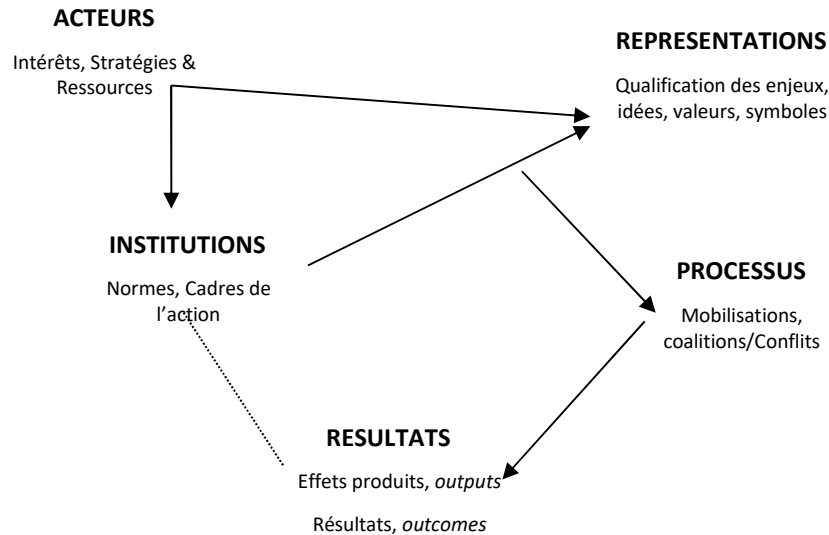 ACTEURS
Intérêts, Stratégies &
Ressources
REPRESENTATIONS
Qualification des enjeux,
idées, valeurs, symboles
INSTITUTIONS
Normes, Cadres de
l’action
PROCESSUS
Mobilisations,
coalitions/Conflits
RESULTATS
Effets produits, outputs
Résultats, outcomes